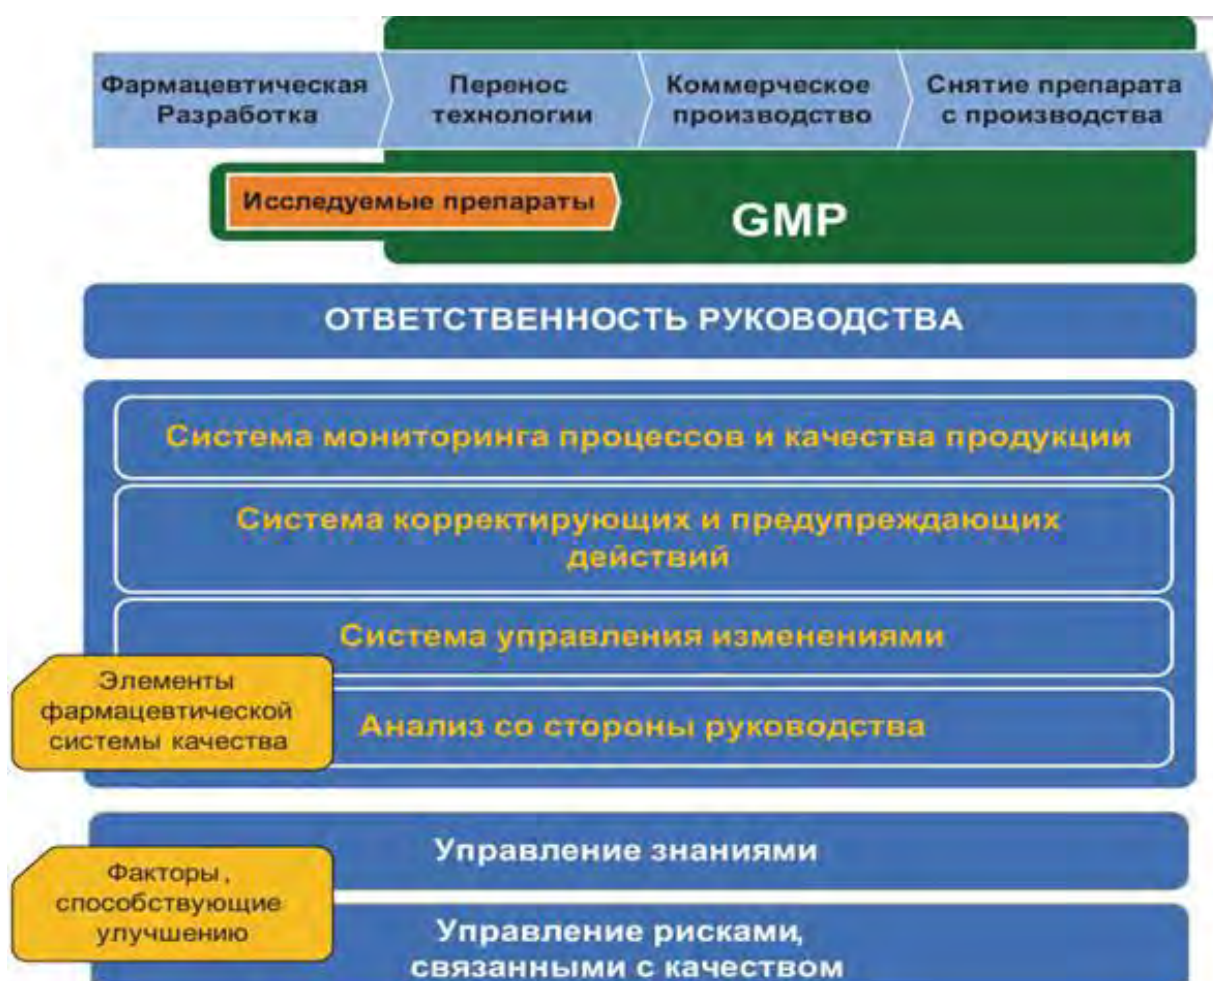 Фармацевтическая
Разработка
Перенос
технологии
Коммерческое
производство
Снятие препарата
с производства
Исследуемые препараты
GMP
ОТВЕТСТВЕННОСТЬ РУКОВОДСТВА
Система мониторинга процессов и качества продукции
Система корректирующих и предупреждающих
действий
Система управления изменениями
Элементы
фармацевтической
системы качества
Анализ со стороны руководства
Управление знаниями
Факторы,
способствующие
улучшению
Управление рисками,
связанными с качеством